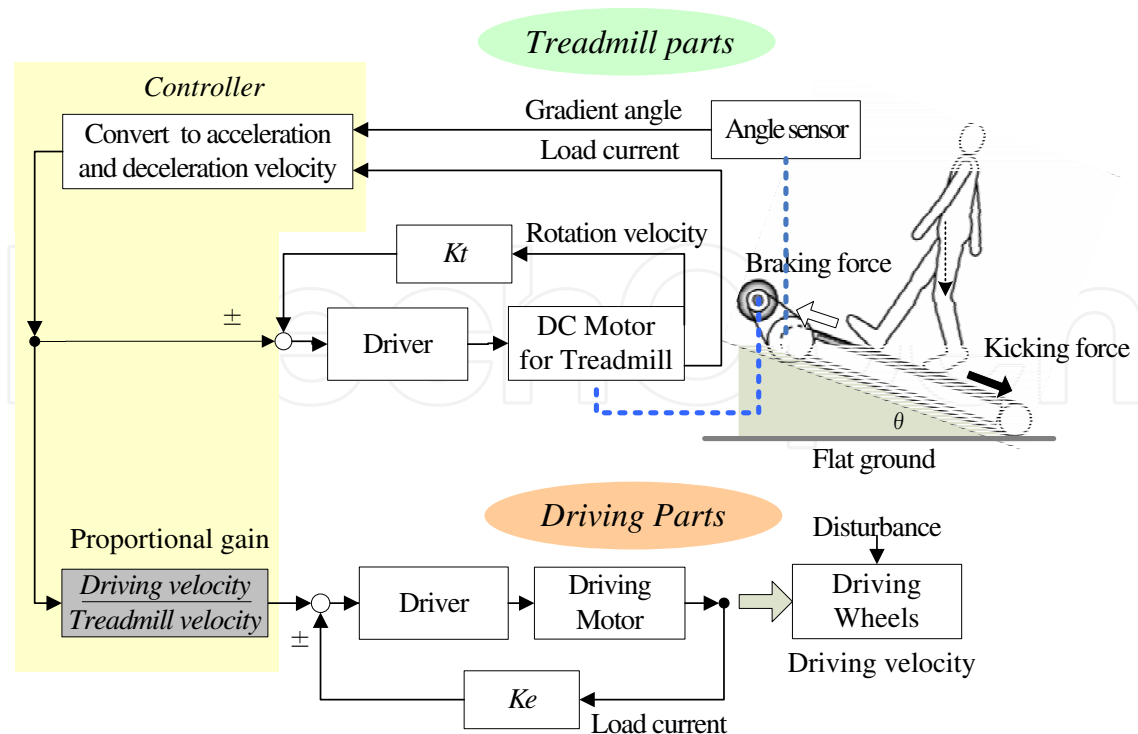 Treadmill parts
Controller
Convert to acceleration
and deceleration velocity
Gradient angle
Load current
Angle sensor
Kt
Rotation velocity
Braking force
±
Driver
DC Motor
for Treadmill
Kicking force
θ
Flat ground
Driving Parts
Proportional gain
Driving velocity
Treadmill velocity
±
Driver
Driving
Motor
Disturbance
Driving
Wheels
Driving velocity
Ke
Load current